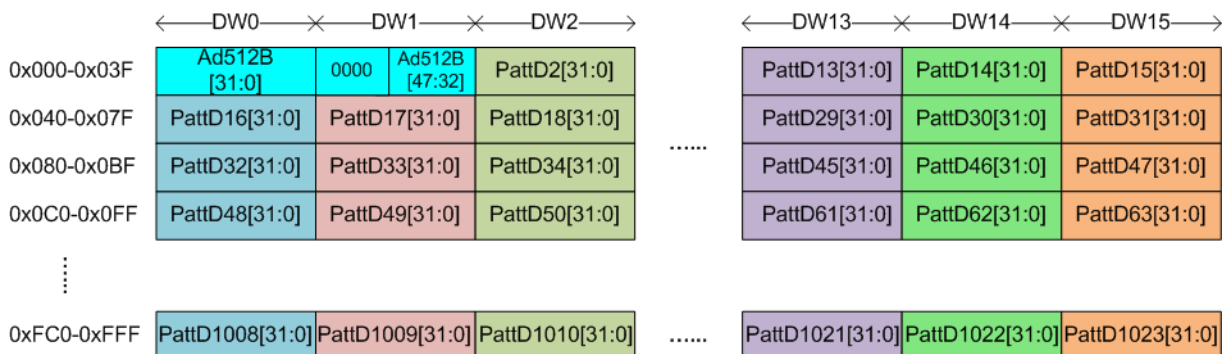 DW0 DW1 DW2 DW13 DW14 DW15
0x000-0x03F Ad512B [31:0] 0000 Ad512B [47:32] PattD2[31:0] PattD13[31:0] PattD14[31:0] PattD15[31:0]
0x040-0x07F PattD16[31:0] PattD17[31:0] PattD18[31:0] ...... PattD29[31:0] PattD30[31:0] PattD31[31:0]
0x080-0x0BF PattD32[31:0] PattD33[31:0] PattD34[31:0] PattD45[31:0] PattD46[31:0] PattD47[31:0]
0x0C0-0x0FF PattD48[31:0] PattD49[31:0] PattD50[31:0] PattD61[31:0] PattD62[31:0] PattD63[31:0]
......
0xFC0-0xFFF PattD1008[31:0] PattD1009[31:0] PattD1010[31:0] ...... PattD1021[31:0] PattD1022[31:0] PattD1023[31:0]